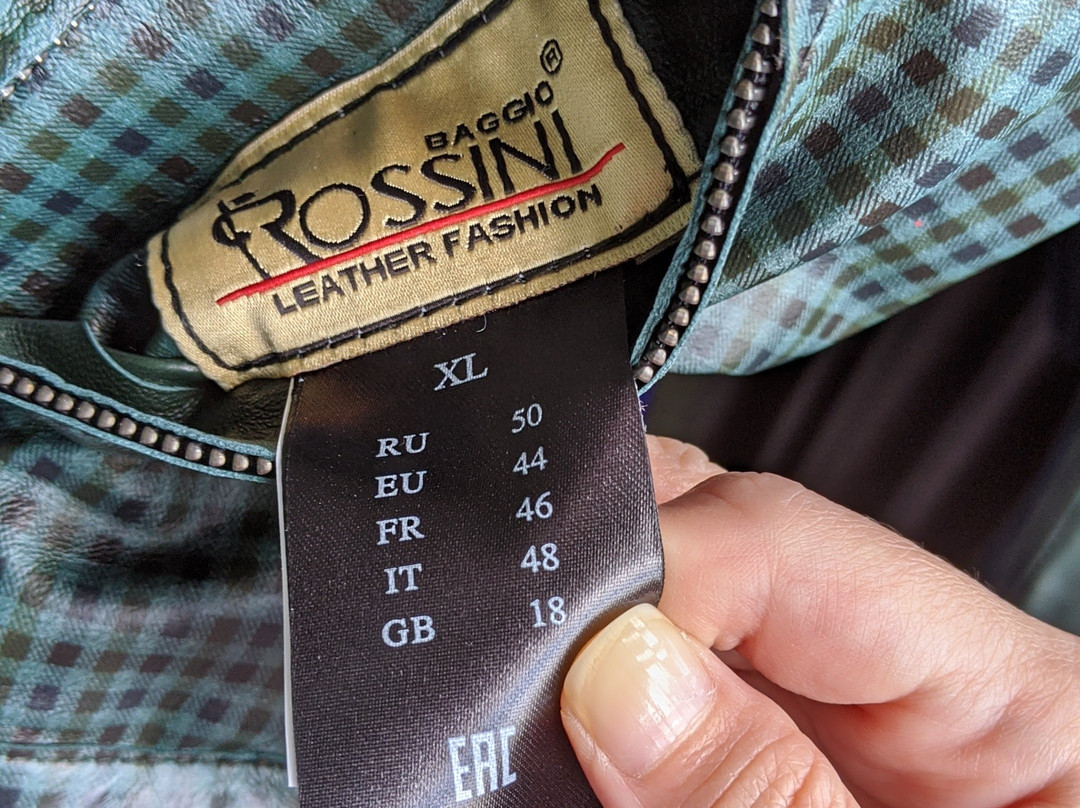 BAGGIO ®
ROSSINI
LEATHER FASHION
XL
RU 50
EU 44
FR 46
IT 48
GB 18
EAC